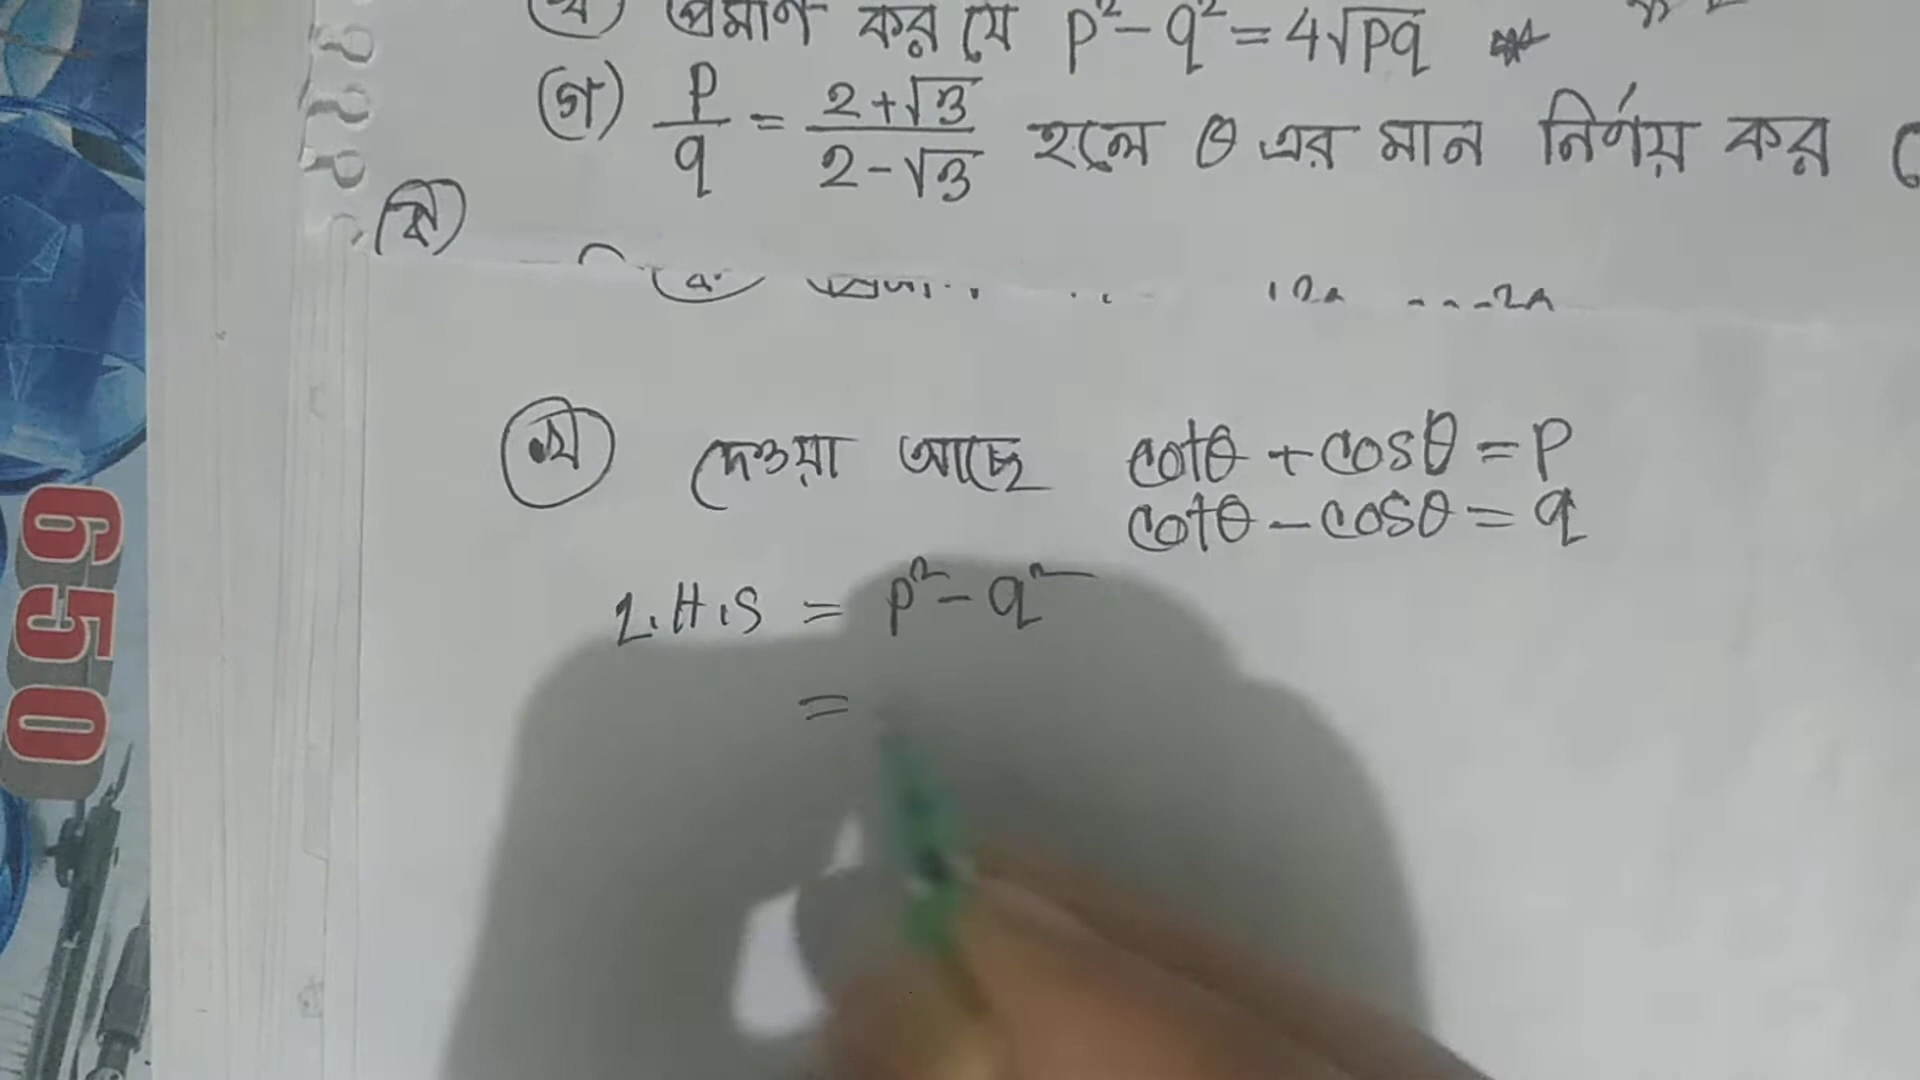 (খ) প্রমাণ কর যে p² - q² = 4√pq
(গ) p/q = 2+√3/2-√3 হলে θ এর মান নির্ণয় কর
(ক)
(খ) দেওয়া আছে cotθ + cosθ = p
cotθ - cosθ = q
L.H.S = p² - q²
=
650